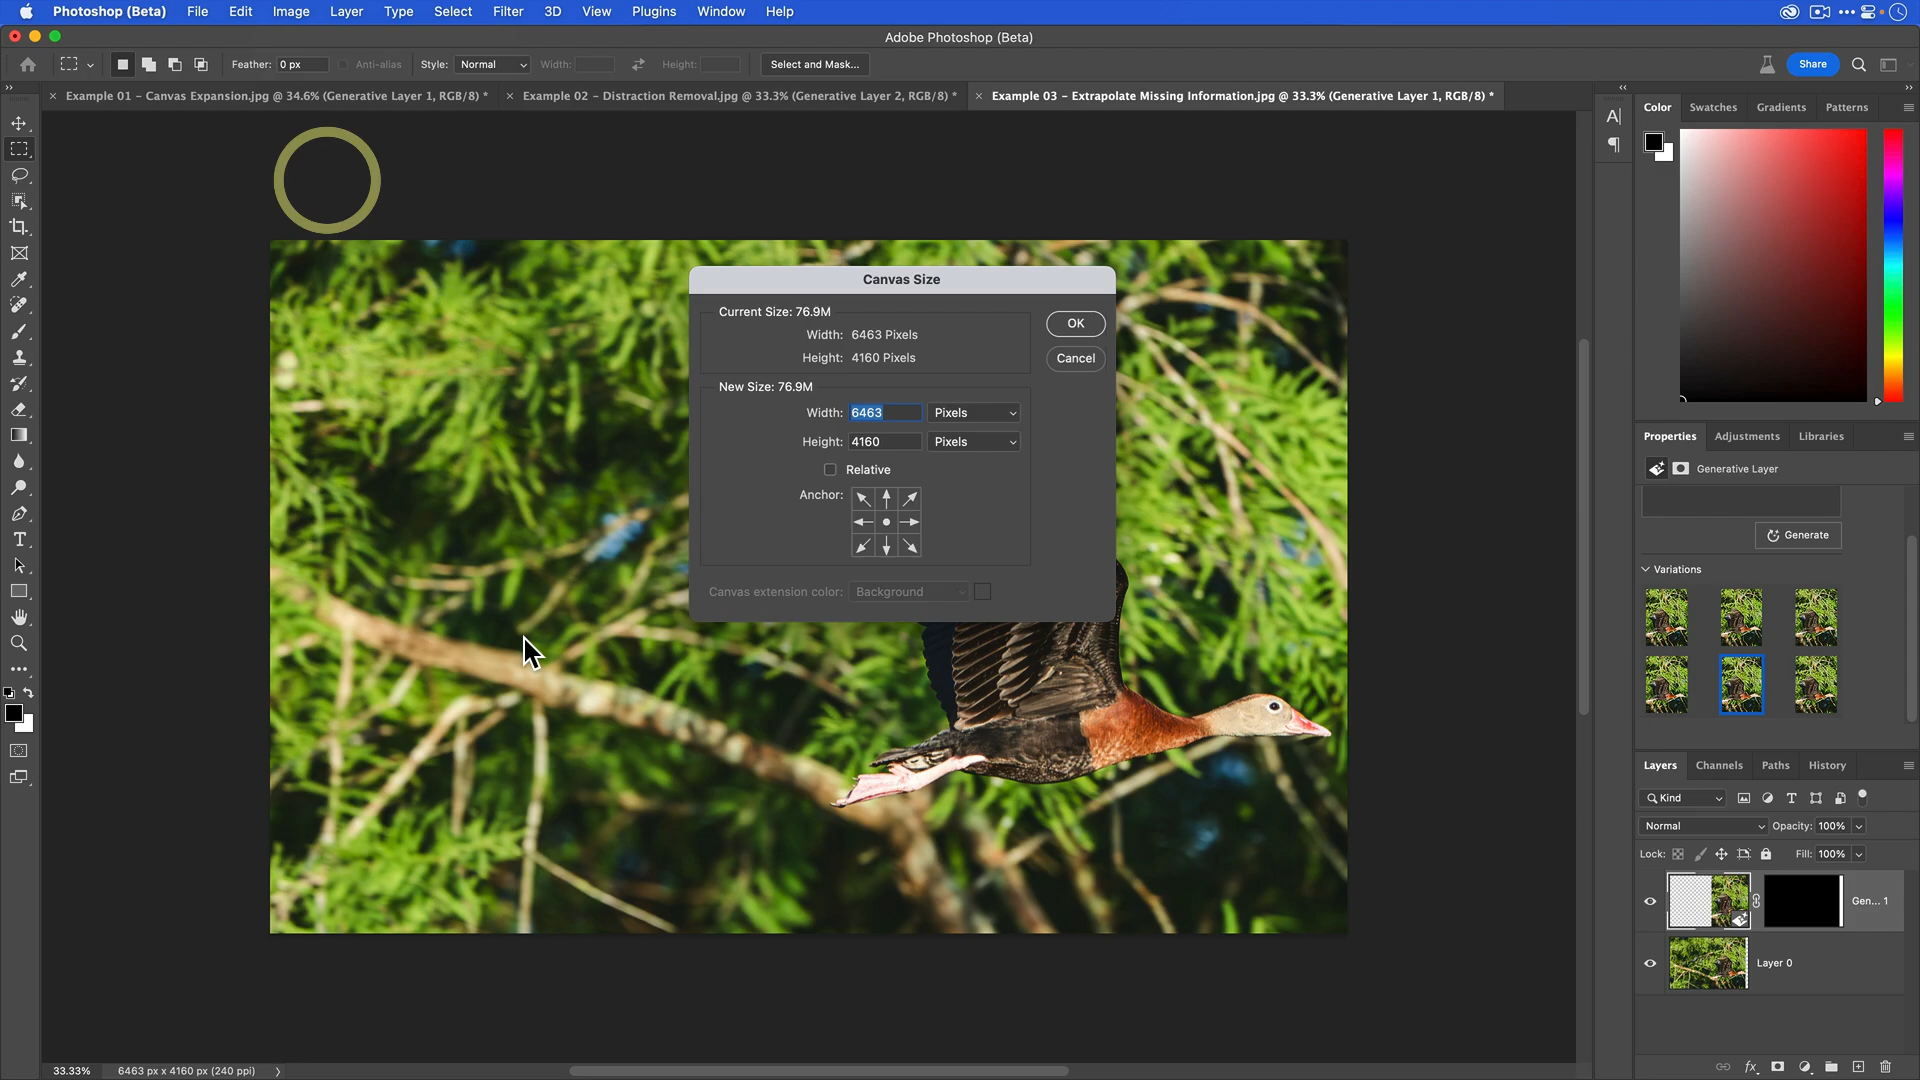 Photoshop (Beta) File Edit Image Layer Type Select Filter 3D View Plugins Window Help
Adobe Photoshop (Beta)
Feather: 0 px Anti-alias Style: Normal Width: Height: Select and Mask... Share
Example 01 – Canvas Expansion.jpg @ 34.6% (Generative Layer 1, RGB/8) *
Example 02 – Distraction Removal.jpg @ 33.3% (Generative Layer 2, RGB/8) *
Example 03 – Extrapolate Missing Information.jpg @ 33.3% (Generative Layer 1, RGB/8) *
Color Swatches Gradients Patterns
Canvas Size
Current Size: 76.9M
Width: 6463 Pixels
Height: 4160 Pixels
OK
Cancel
New Size: 76.9M
Width: 6463 Pixels
Height: 4160 Pixels
Relative
Anchor:
Canvas extension color: Background
Properties Adjustments Libraries
Generative Layer
Generate
Variations
Layers Channels Paths History
Kind
Normal Opacity: 100%
Lock: Fill: 100%
Gen... 1
Layer 0
33.33% 6463 px x 4160 px (240 ppi)